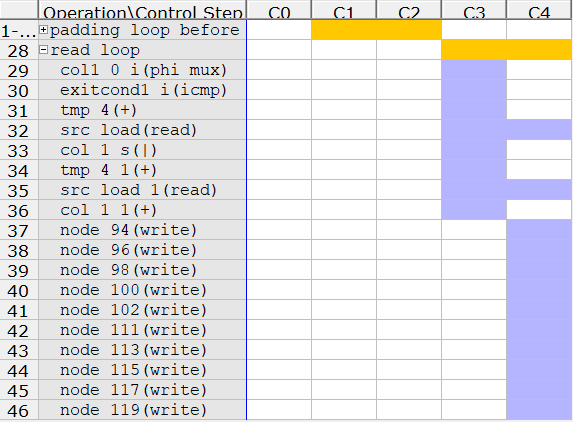 Operation\Control Step C0 C1 C2 C3 C4
1-... padding loop before
28 read loop
29 col1 0 i(phi mux)
30 exitcond1 i(icmp)
31 tmp 4(+)
32 src load(read)
33 col 1 s(|)
34 tmp 4 1(+)
35 src load 1(read)
36 col 1 1(+)
37 node 94(write)
38 node 96(write)
39 node 98(write)
40 node 100(write)
41 node 102(write)
42 node 111(write)
43 node 113(write)
44 node 115(write)
45 node 117(write)
46 node 119(write)